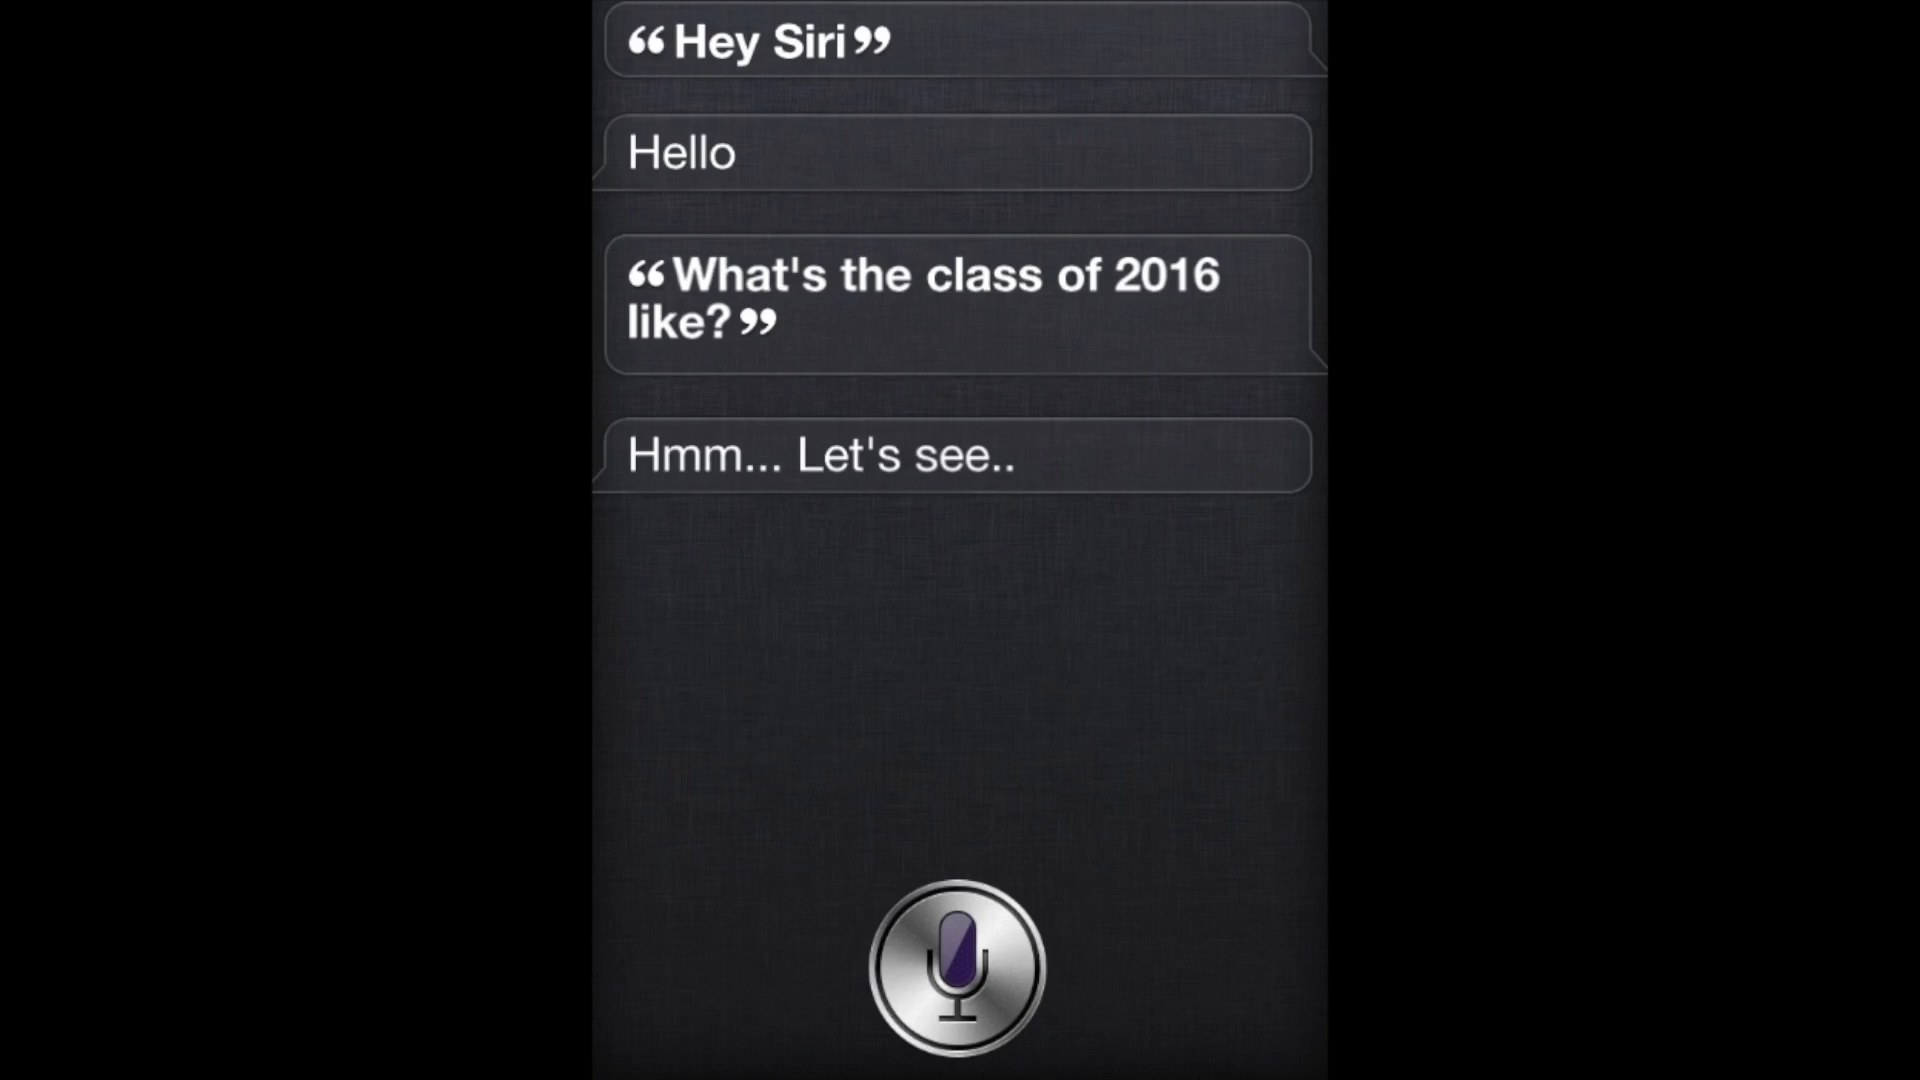 “Hey Siri”
Hello
“What's the class of 2016
like?”
Hmm... Let's see..